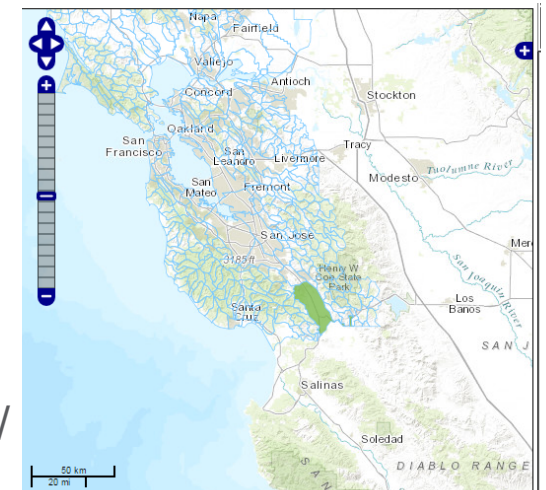 Napa
Fairfield
Vallejo
Antioch
Concord
Stockton
Oakland
San
Francisco
San
Leandro
Livermore
Tracy
Tuolumne River
Modesto
San
Mateo
Fremont
San Jose
3185 ft
Henry W
Coe State
Park
San Joaquin River
Mer
Los
Banos
Santa
Cruz
SAN J
Salinas
Soledad
DIABLO RANGE
S A N
50 km
20 mi
/